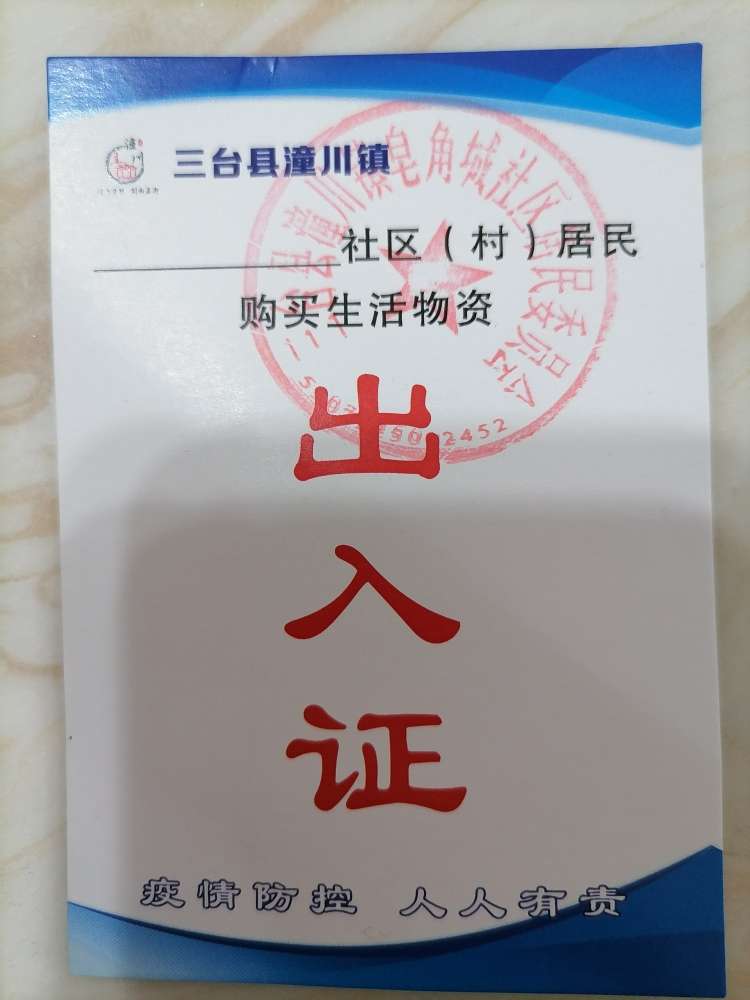 三台县潼川镇
社区（村）居民
购买生活物资
出
入
证
疫情防控 人人有责